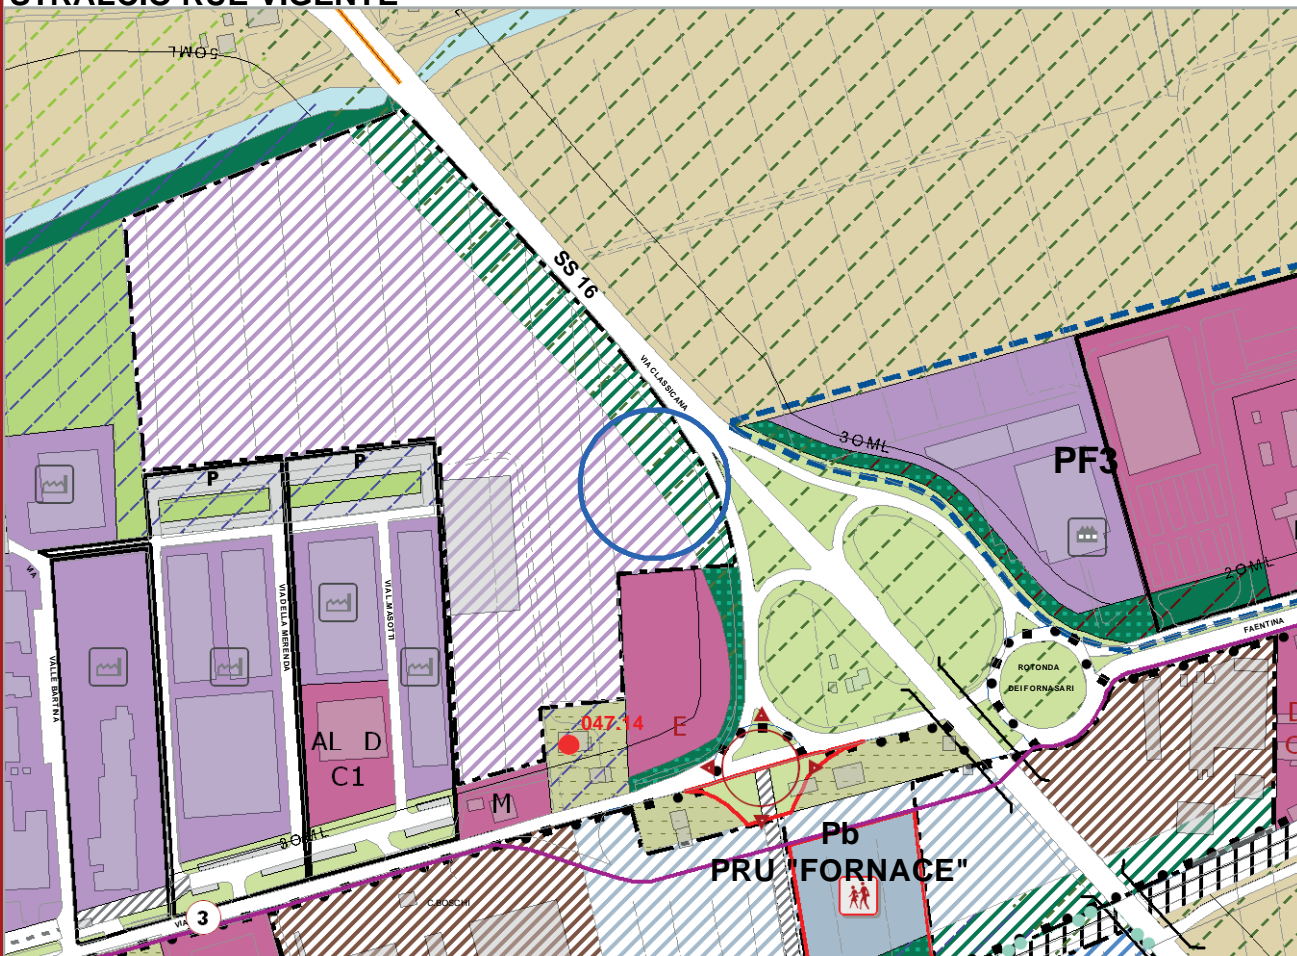 STRALCIO RUE VIGENTE
50ML
SS 16
VIA CLASSICANA
30ML
PF3
P
P
20ML
FAENTINA
ROTONDA
DEI FORNASARI
VIA
VALLE BARTINA
VIA DELLA MERENDA
VIA L.MASOTTI
047.14
E
AL D
C1
M
30ML
Pb
PRU "FORNACE"
C.BOSCHI
3
VIA